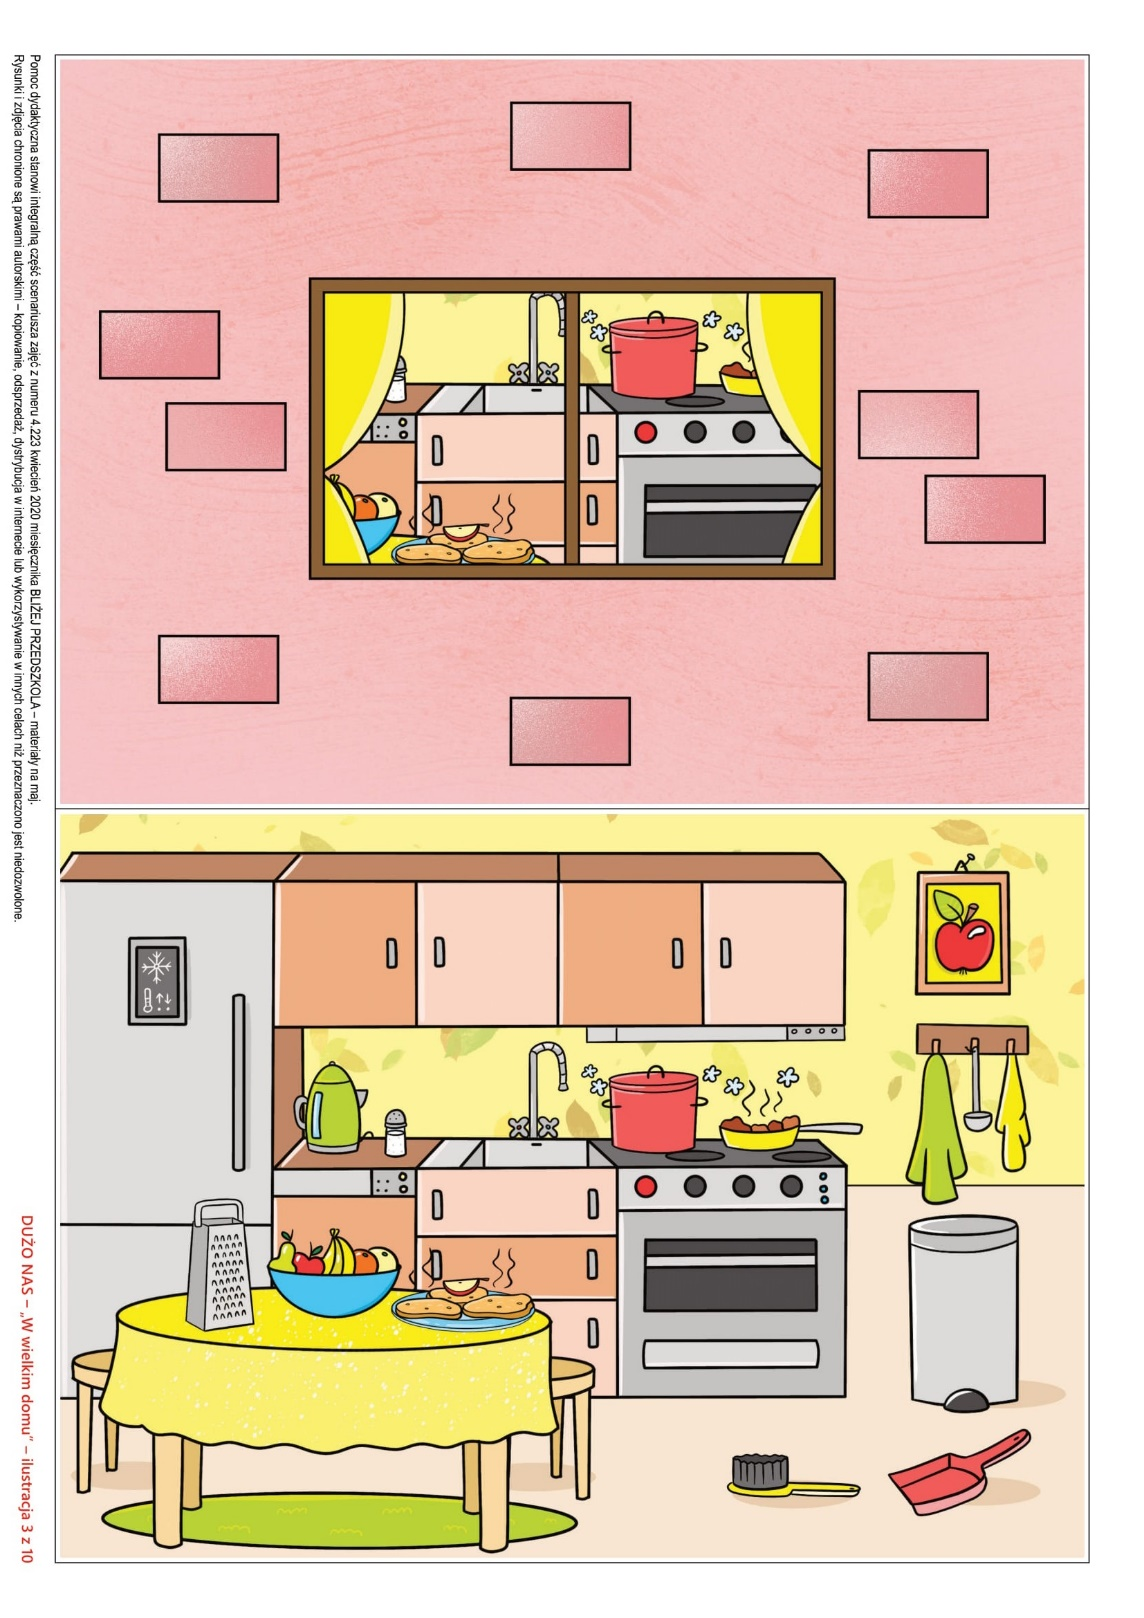 Pomoc dydaktyczna stanowi integralną część scenariusza zajęć z numeru 4.223 kwiecień 2020 miesięcznika BLIŻEJ PRZEDSZKOLA – materiały na maj.
Rysunki i zdjęcia chronione są prawami autorskimi – kopiowanie, odsprzedaż, dystrybucja w internecie lub wykorzystywanie w innych celach niż przeznaczono jest niedozwolone.
DUŻO NAS – „W wielkim domu” – ilustracja 3 z 10